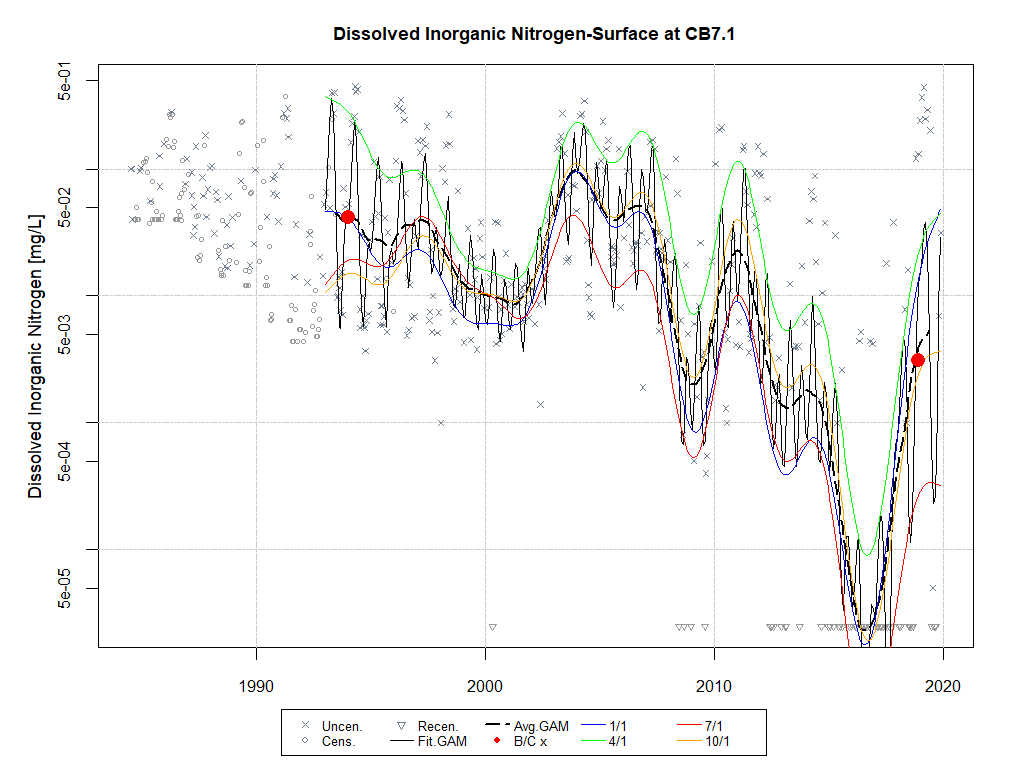 Dissolved Inorganic Nitrogen-Surface at CB7.1
Dissolved Inorganic Nitrogen [mg/L]
5e-01
5e-02
5e-03
5e-04
5e-05
1990 2000 2010 2020
Uncen. Recen. Avg.GAM 1/1 7/1
Cens. Fit.GAM B/C x 4/1 10/1